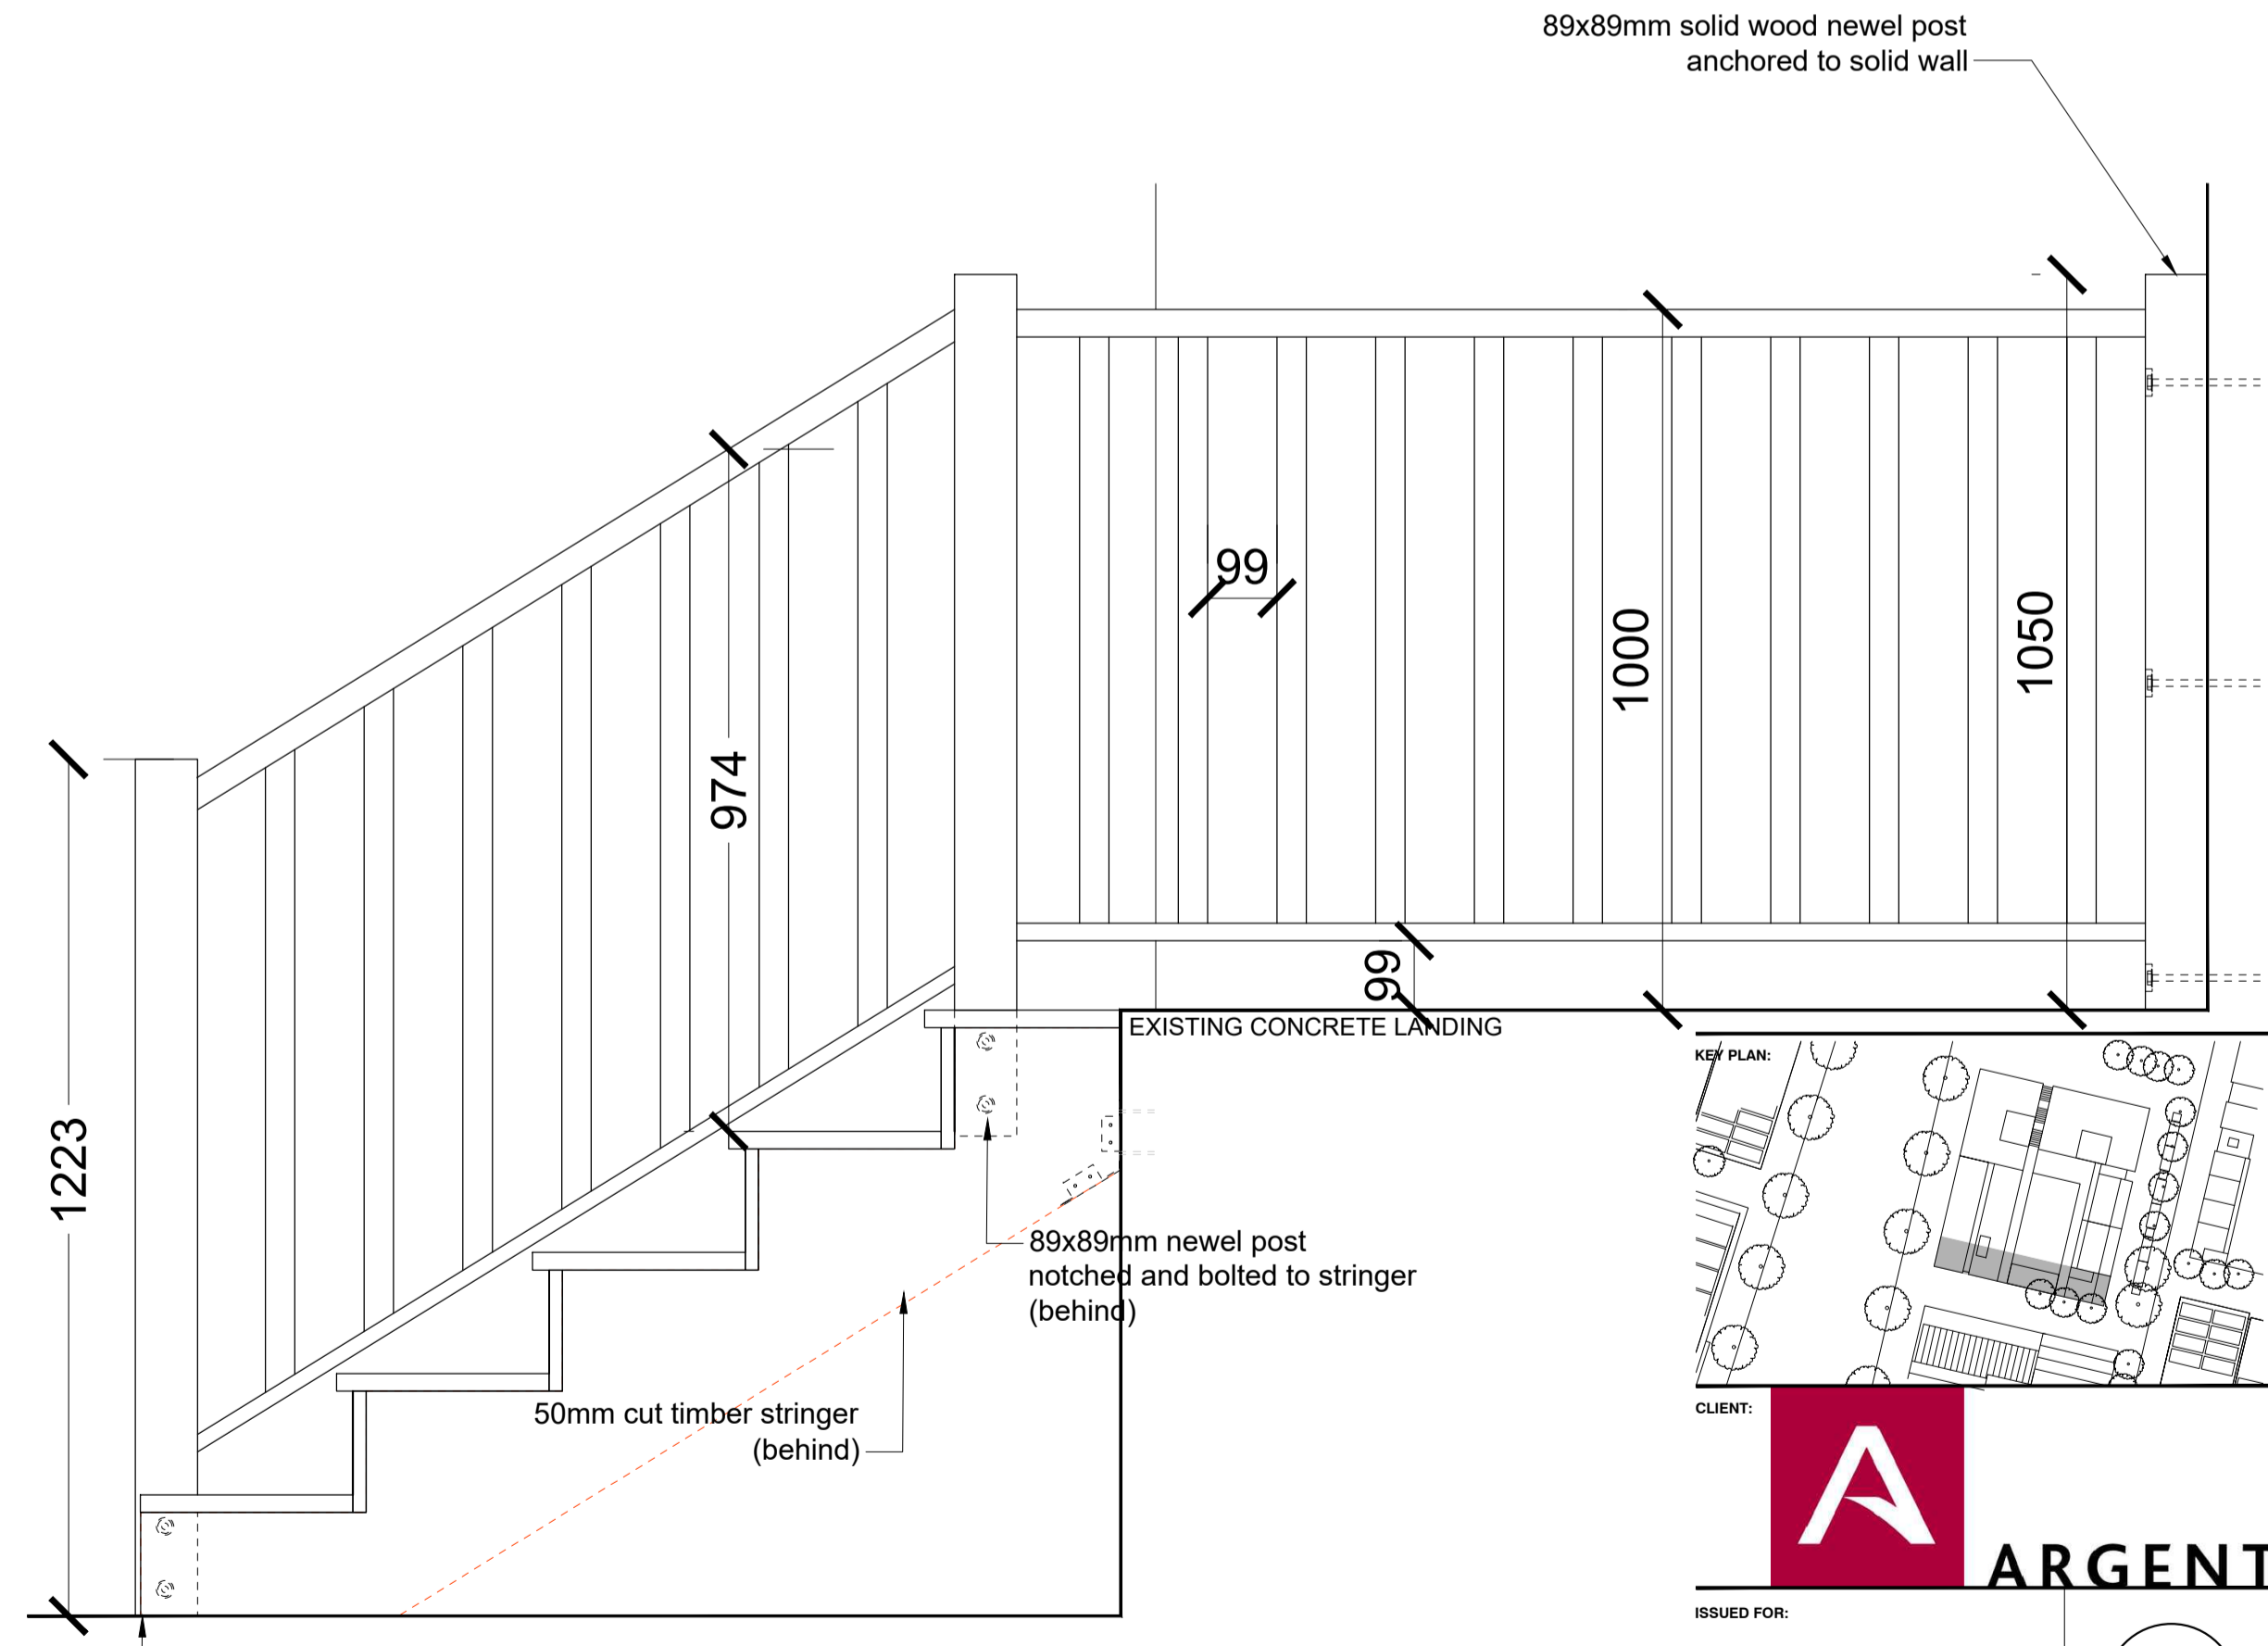 89x89mm solid wood newel post
anchored to solid wall
99
1000
1050
974
99
1223
EXISTING CONCRETE LANDING
89x89mm newel post
notched and bolted to stringer
(behind)
50mm cut timber stringer
(behind)
KEY PLAN:
CLIENT:
ARGENT
ISSUED FOR: